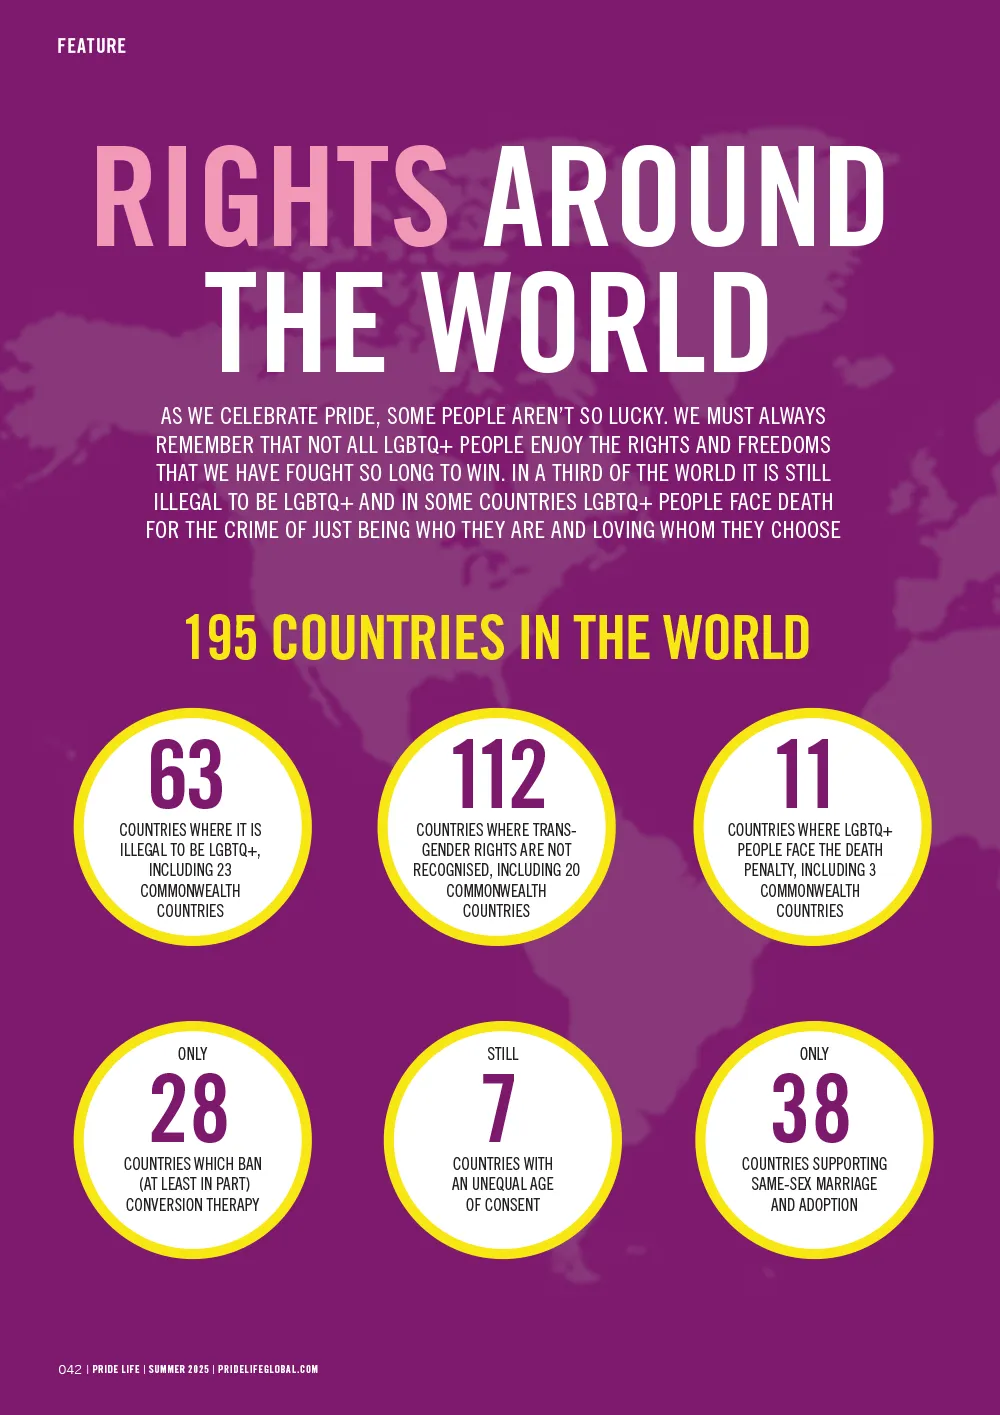 FEATURE
RIGHTS AROUND
THE WORLD
AS WE CELEBRATE PRIDE, SOME PEOPLE AREN'T SO LUCKY. WE MUST ALWAYS
REMEMBER THAT NOT ALL LGBTQ+ PEOPLE ENJOY THE RIGHTS AND FREEDOMS
THAT WE HAVE FOUGHT SO LONG TO WIN. IN A THIRD OF THE WORLD IT IS STILL
ILLEGAL TO BE LGBTQ+ AND IN SOME COUNTRIES LGBTQ+ PEOPLE FACE DEATH
FOR THE CRIME OF JUST BEING WHO THEY ARE AND LOVING WHOM THEY CHOOSE
195 COUNTRIES IN THE WORLD
63
COUNTRIES WHERE IT IS
ILLEGAL TO BE LGBTQ+,
INCLUDING 23
COMMONWEALTH
COUNTRIES
112
COUNTRIES WHERE TRANS-
GENDER RIGHTS ARE NOT
RECOGNISED, INCLUDING 20
COMMONWEALTH
COUNTRIES
11
COUNTRIES WHERE LGBTQ+
PEOPLE FACE THE DEATH
PENALTY, INCLUDING 3
COMMONWEALTH
COUNTRIES
ONLY
28
COUNTRIES WHICH BAN
(AT LEAST IN PART)
CONVERSION THERAPY
STILL
7
COUNTRIES WITH
AN UNEQUAL AGE
OF CONSENT
ONLY
38
COUNTRIES SUPPORTING
SAME-SEX MARRIAGE
AND ADOPTION
042 | PRIDE LIFE | SUMMER 2025 | PRIDELIFEGLOBAL.COM